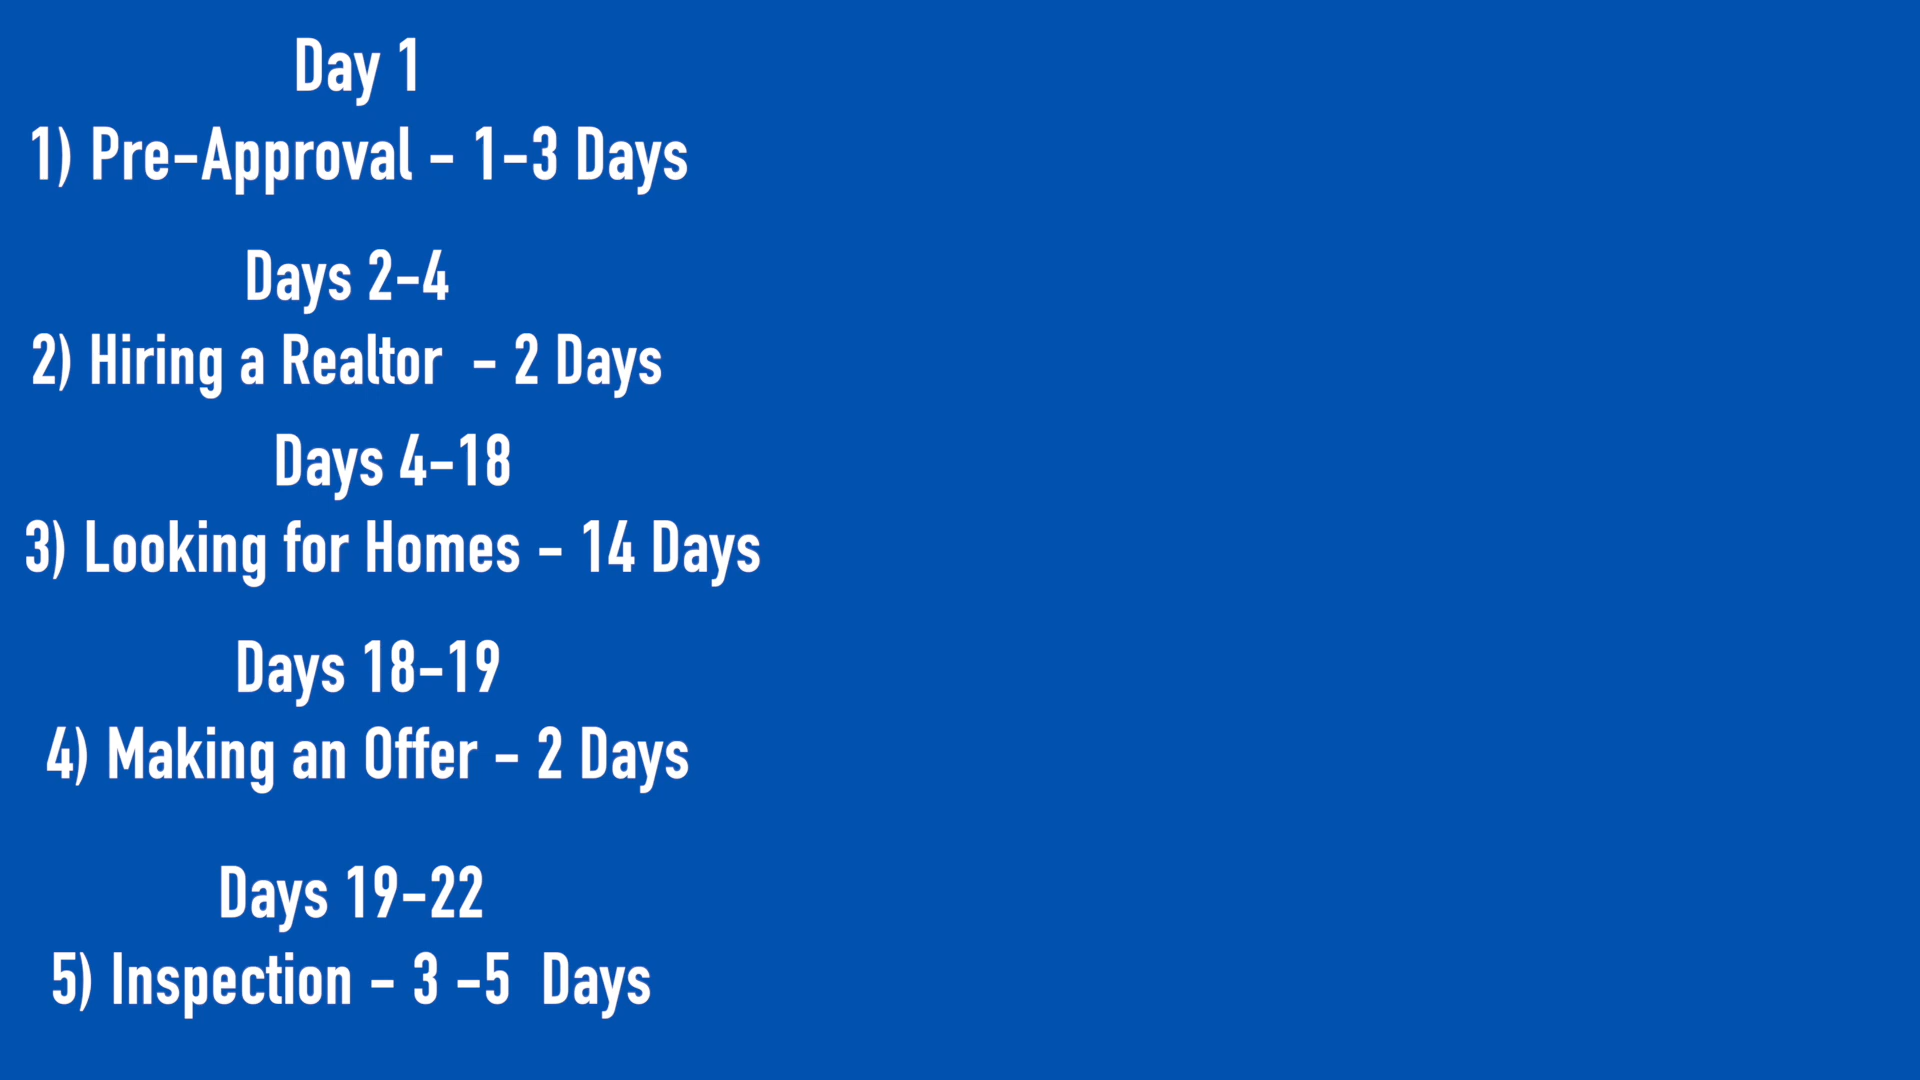 Day 1
1) Pre-Approval - 1-3 Days
Days 2-4
2) Hiring a Realtor - 2 Days
Days 4-18
3) Looking for Homes - 14 Days
Days 18-19
4) Making an Offer - 2 Days
Days 19-22
5) Inspection - 3 -5 Days